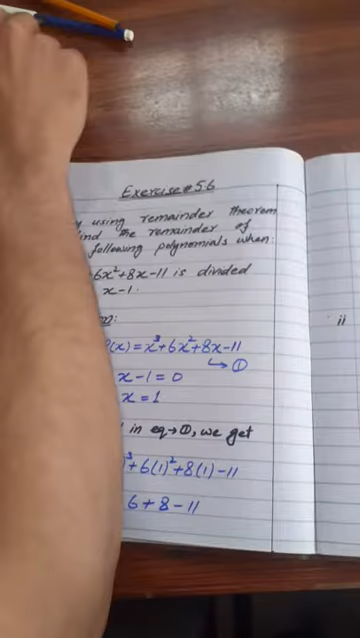 Exercise # 5.6
using remainder theorem
find the remainder of
following polynomials when:
6x²+8x-11 is divided
x-1.
P(x) = x³+6x²+8x-11
↳ ①
x-1=0
x=1
in eq→①, we get
)³+6(1)²+8(1)-11
6+8-11
ii